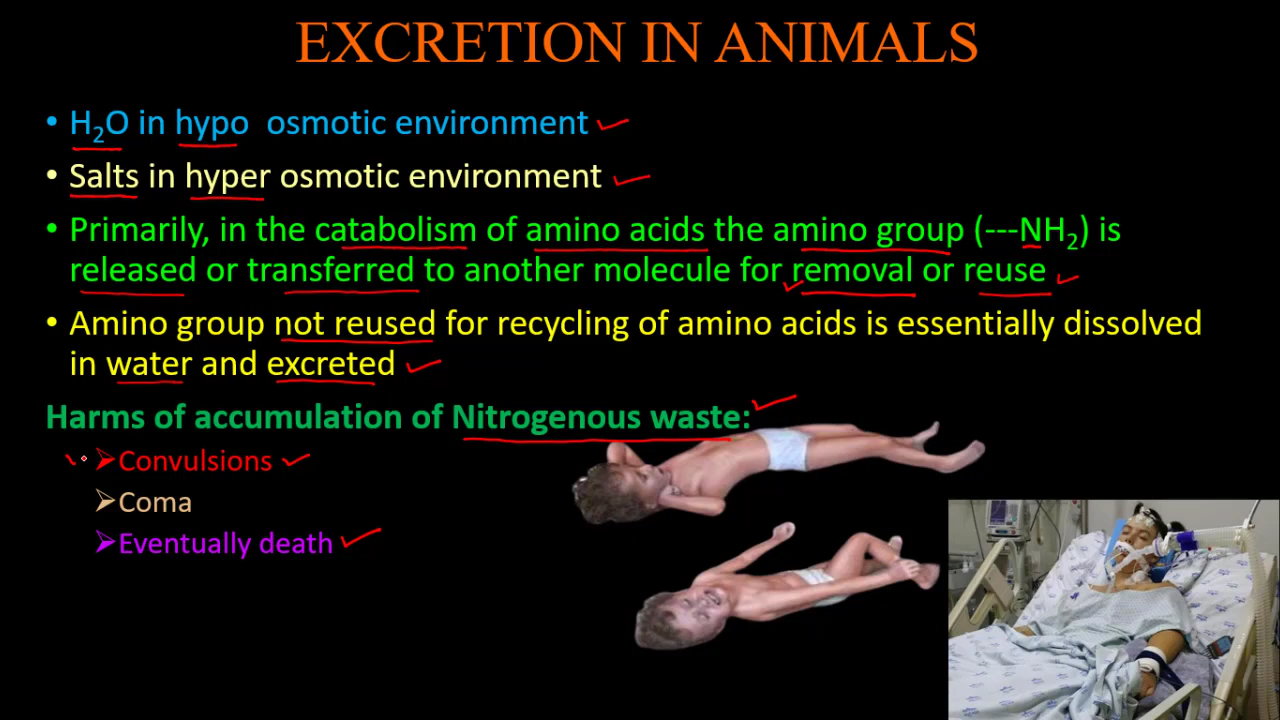 EXCRETION IN ANIMALS
• H₂O in hypo  osmotic environment
• Salts in hyper osmotic environment
• Primarily, in the catabolism of amino acids the amino group (---NH₂) is
released or transferred to another molecule for removal or reuse
• Amino group not reused for recycling of amino acids is essentially dissolved
in water and excreted
Harms of accumulation of Nitrogenous waste:
➢Convulsions
➢Coma
➢Eventually death